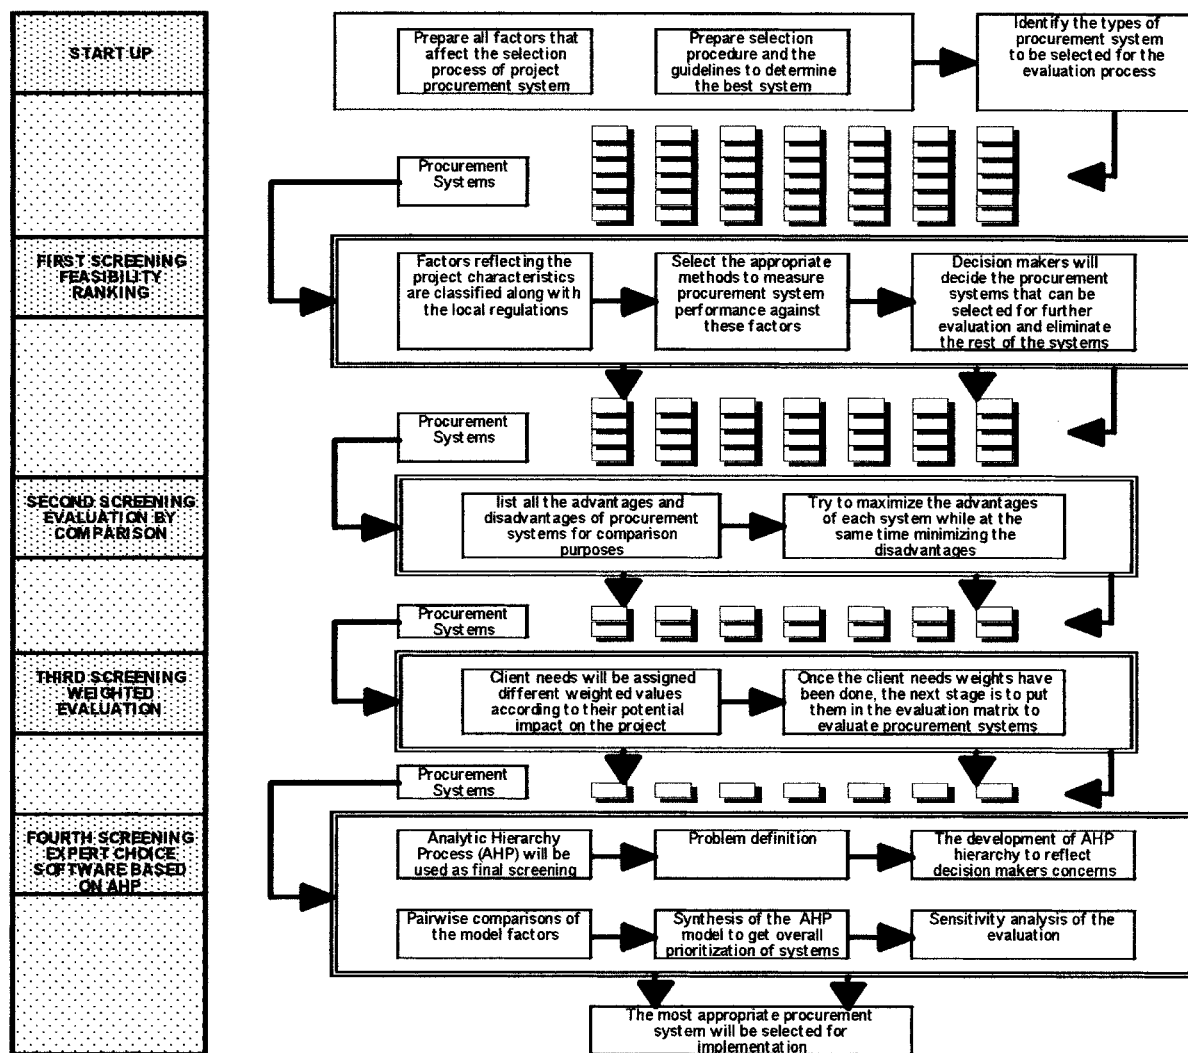 START UP
Prepare all factors that
affect the selection
process of project
procurement system
Prepare selection
procedure and the
guidelines to determine
the best system
Identify the types of
procurement system
to be selected for the
evaluation process
Procurement
Systems
FIRST SCREENING
FEASIBILITY
RANKING
Factors reflecting the
project characteristics
are classified along with
the local regulations
Select the appropriate
methods to measure
procurement system
performance against
these factors
Decision makers will
decide the procurement
systems that can be
selected for further
evaluation and eliminate
the rest of the systems
Procurement
Systems
SECOND SCREENING
EVALUATION BY
COMPARISON
list all the advantages and
disadvantages of procurement
systems for comparison
purposes
Try to maximize the advantages
of each system while at the
same time minimizing the
disadvantages
Procurement
Systems
THIRD SCREENING
WEIGHTED
EVALUATION
Client needs will be assigned
different weighted values
according to their potential
impact on the project
Once the client needs weights have
been done, the next stage is to put
them in the evaluation matrix to
evaluate procurement systems
Procurement
Systems
FOURTH SCREENING
EXPERT CHOICE
SOFTWARE BASED
ON AHP
Analytic Hierarchy
Process (AHP) will be
used as final screening
Problem definition
The development of AHP
hierarchy to reflect
decision makers concerns
Pairwise comparisons of
the model factors
Synthesis of the AHP
model to get overall
prioritization of systems
Sensitivity analysis of the
evaluation
The most appropriate procurement
system will be selected for
implementation